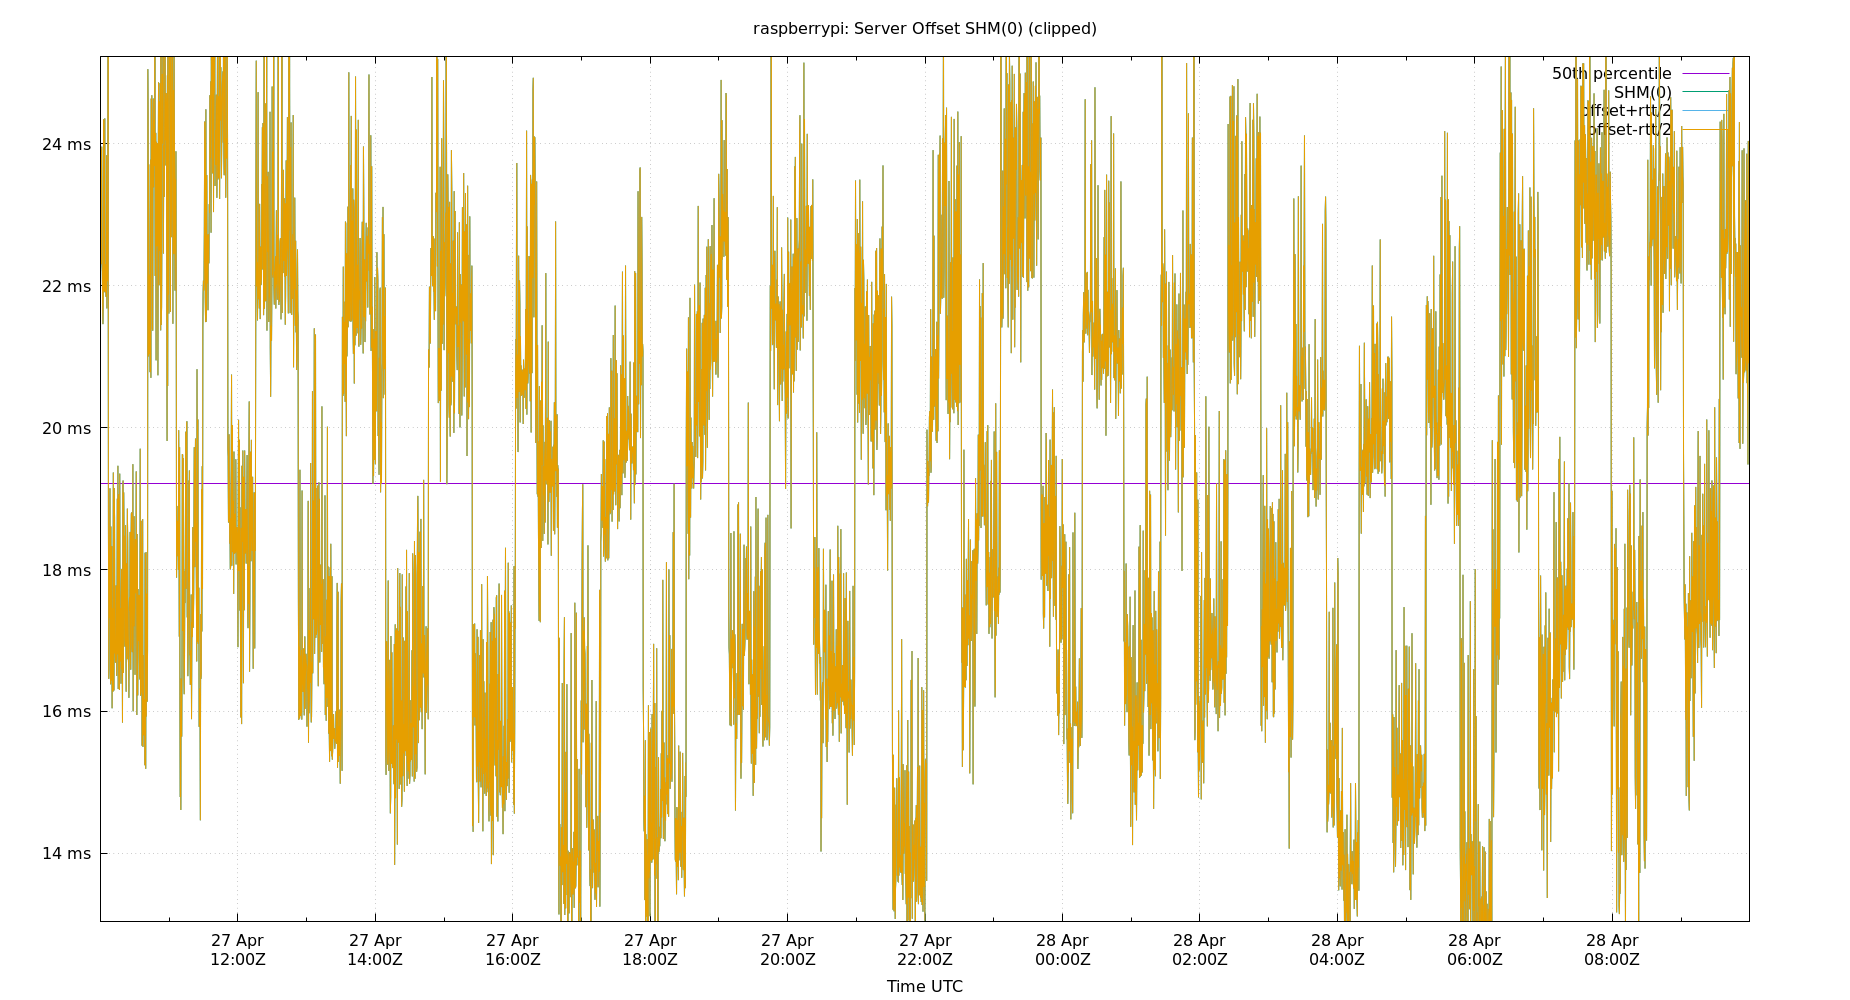 raspberrypi: Server Offset SHM(0) (clipped)
50th percentile
SHM(0)
offset+rtt/2
offset-rtt/2
24 ms
22 ms
20 ms
18 ms
16 ms
14 ms
27 Apr 27 Apr 27 Apr 27 Apr 27 Apr 27 Apr 28 Apr 28 Apr 28 Apr 28 Apr 28 Apr
12:00Z 14:00Z 16:00Z 18:00Z 20:00Z 22:00Z 00:00Z 02:00Z 04:00Z 06:00Z 08:00Z
Time UTC